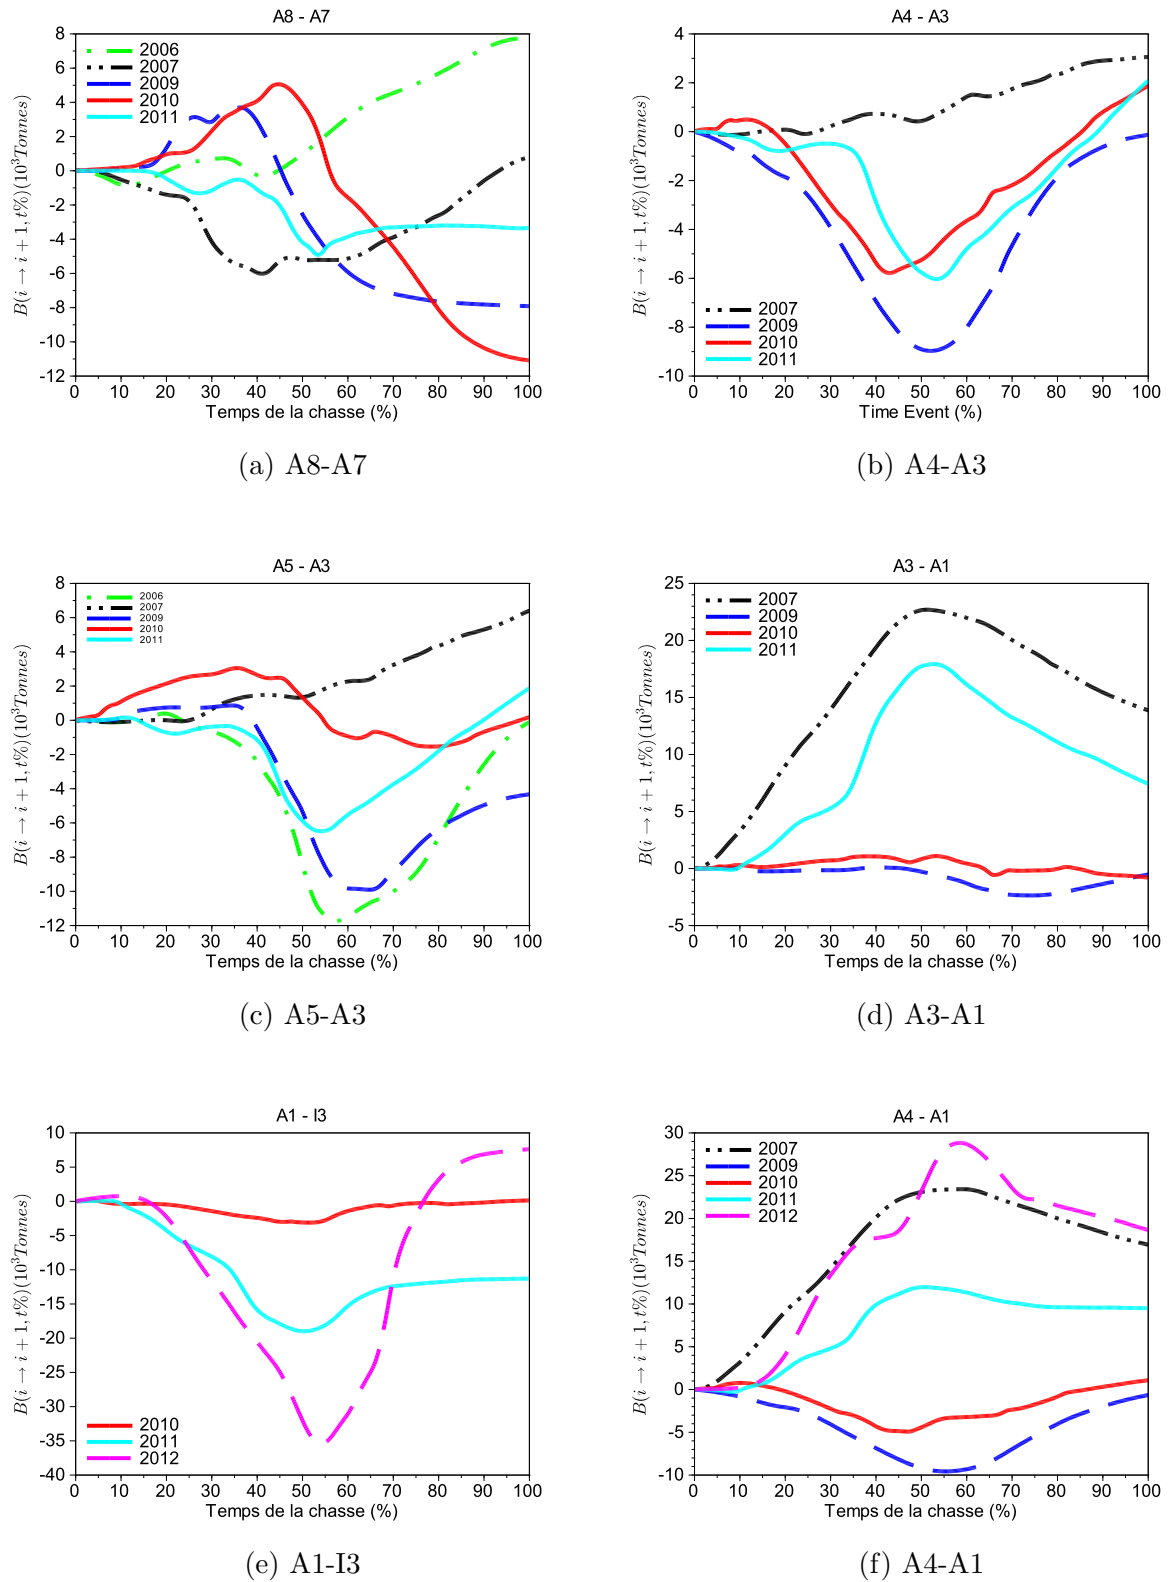 A8 - A7
8
6
4
2
0
-2
-4
-6
-8
-10
-12
B(i → i + 1, t%)(10³Tonnes)
2006
2007
2009
2010
2011
0 10 20 30 40 50 60 70 80 90 100
Temps de la chasse (%)
(a) A8-A7
A4 - A3
4
2
0
-2
-4
-6
-8
-10
B(i → i + 1, t%)(10³Tonnes)
2007
2009
2010
2011
0 10 20 30 40 50 60 70 80 90 100
Time Event (%)
(b) A4-A3
A5 - A3
8
6
4
2
0
-2
-4
-6
-8
-10
-12
B(i → i + 1, t%)(10³Tonnes)
2006
2007
2009
2010
2011
0 10 20 30 40 50 60 70 80 90 100
Temps de la chasse (%)
(c) A5-A3
A3 - A1
25
20
15
10
5
0
-5
B(i → i + 1, t%)(10³Tonnes)
2007
2009
2010
2011
0 10 20 30 40 50 60 70 80 90 100
Temps de la chasse (%)
(d) A3-A1
A1 - I3
10
5
0
-5
-10
-15
-20
-25
-30
-35
-40
B(i → i + 1, t%)(10³Tonnes)
2010
2011
2012
0 10 20 30 40 50 60 70 80 90 100
Temps de la chasse (%)
(e) A1-I3
A4 - A1
30
25
20
15
10
5
0
-5
-10
B(i → i + 1, t%)(10³Tonnes)
2007
2009
2010
2011
2012
0 10 20 30 40 50 60 70 80 90 100
Temps de la chasse (%)
(f) A4-A1